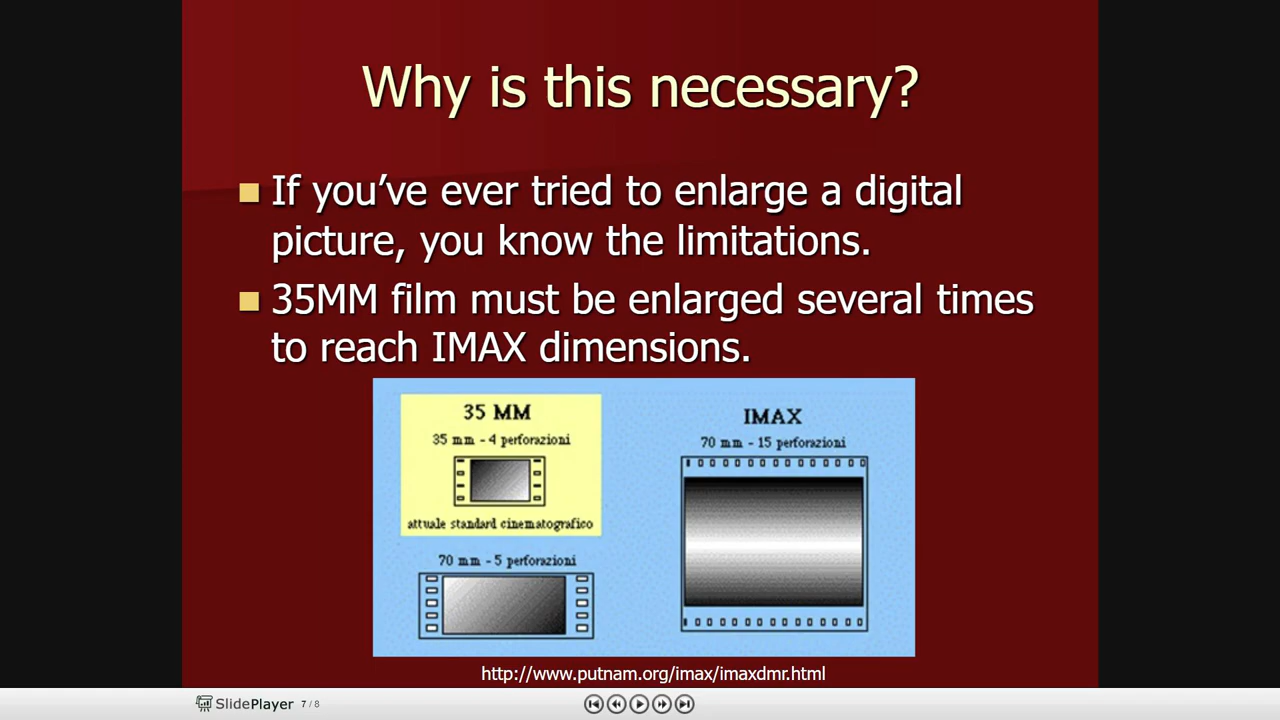 Why is this necessary?
If you’ve ever tried to enlarge a digital
picture, you know the limitations.
35MM film must be enlarged several times
to reach IMAX dimensions.
35 MM
35 mm - 4 perforazioni
attuale standard cinematografico
70 mm - 5 perforazioni
IMAX
70 mm - 15 perforazioni
http://www.putnam.org/imax/imaxdmr.html
SlidePlayer 7 / 8